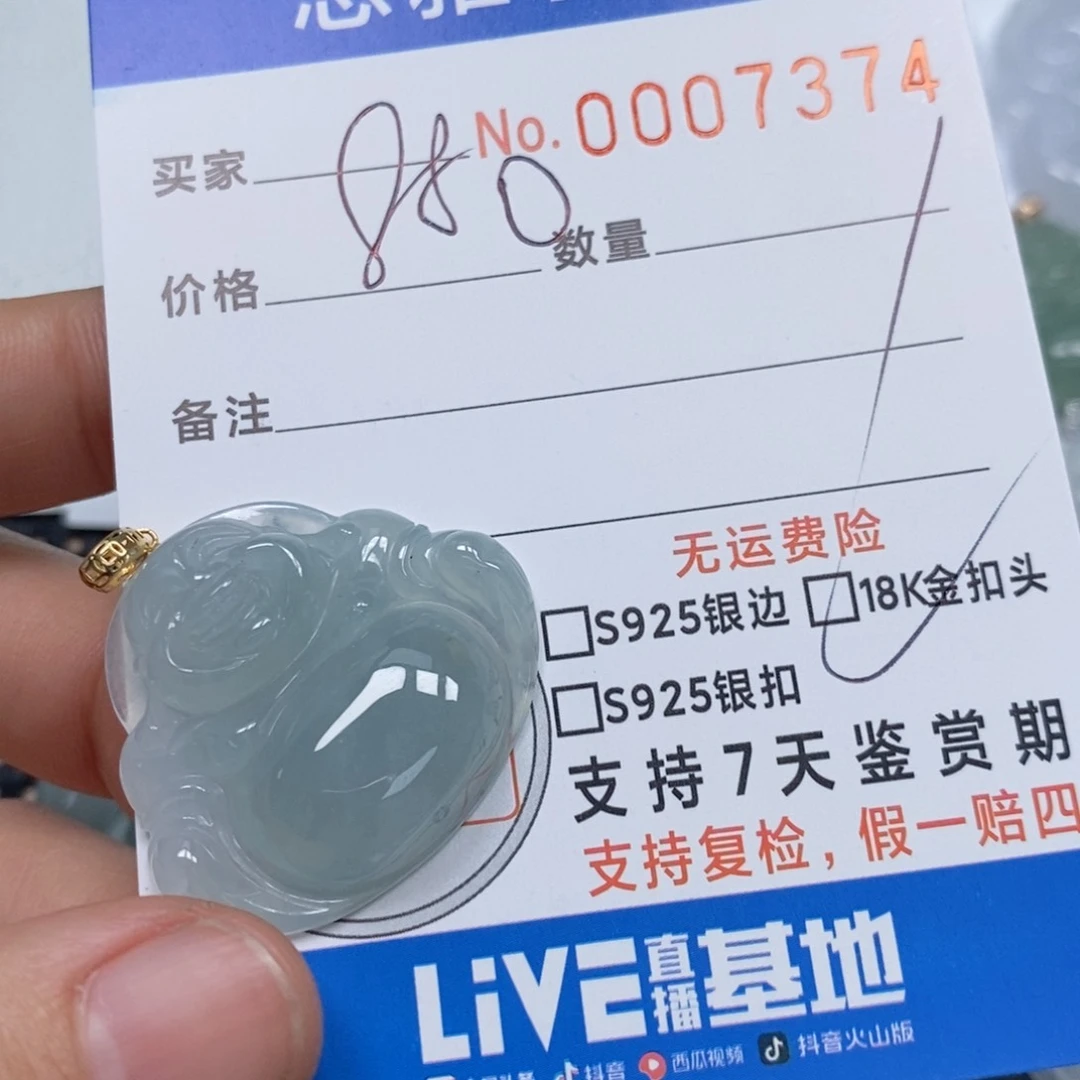 No.0007374
买家
980
价格
数量
备注
无运费险
S925银边 18K金扣头
S925银扣
支持7天鉴赏期
支持复检，假一赔四
LiVE直播基地
抖音 西瓜视频 抖音火山版